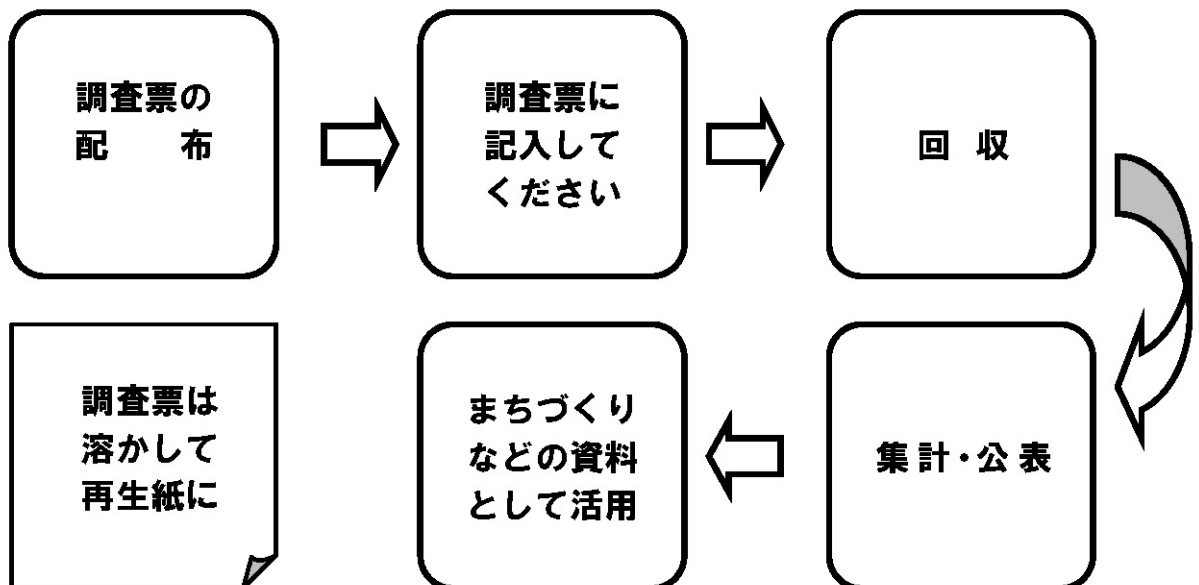 調査票の
配布
調査票に
記入して
ください
回収
集計・公表
まちづくり
などの資料
として活用
調査票は
溶かして
再生紙に